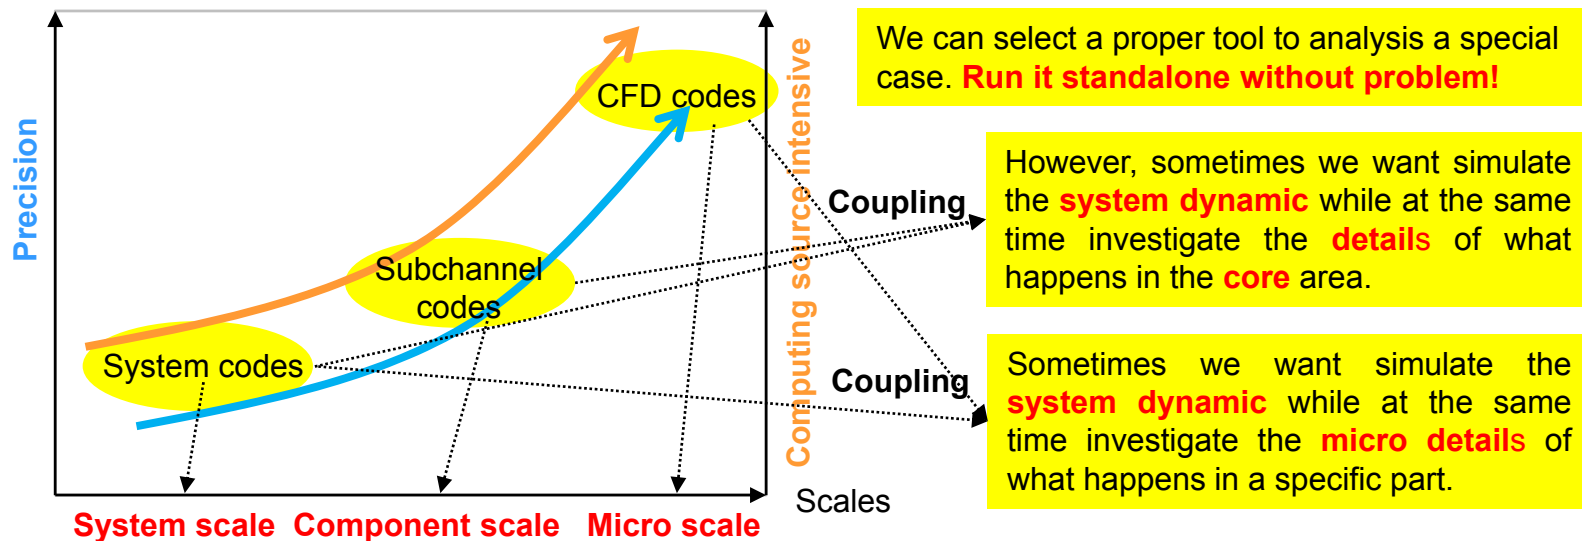 Precision
CFD codes
Subchannel
codes
System codes
Computing source intensive
Scales
System scale
Component scale
Micro scale
Coupling
Coupling
We can select a proper tool to analysis a special
case. Run it standalone without problem!
However, sometimes we want simulate
the system dynamic while at the same
time investigate the details of what
happens in the core area.
Sometimes we want simulate the
system dynamic while at the same
time investigate the micro details of
what happens in a specific part.